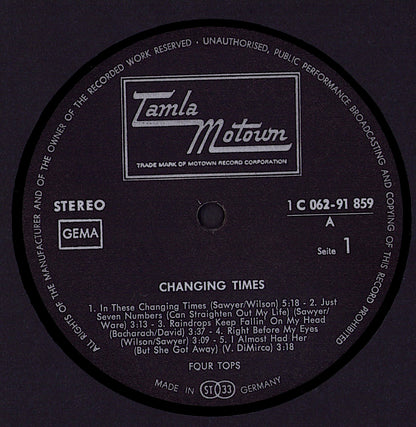 ALL RIGHTS OF THE MANUFACTURER AND OF THE OWNER OF THE RECORDED WORK RESERVED · UNAUTHORISED, PUBLIC PERFORMANCE BROADCASTING AND COPYING OF THIS RECORD PROHIBITED
Tamla
Motown
TRADE MARK OF MOTOWN RECORD CORPORATION
STEREO
GEMA
1 C 062-91 859
A
Seite 1
CHANGING TIMES
1. In These Changing Times (Sawyer/Wilson) 5:18 - 2. Just
Seven Numbers (Can Straighten Out My Life) (Sawyer/
Ware) 3:13 - 3. Raindrops Keep Fallin' On My Head
(Bacharach/David) 3:37 - 4. Right Before My Eyes
(Wilson/Sawyer) 3:09 - 5. I Almost Had Her
(But She Got Away) (V. DiMirco) 3:18
FOUR TOPS
MADE IN ST 33 GERMANY